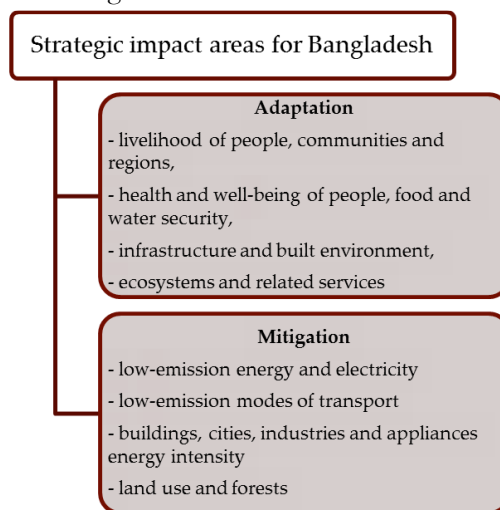 Strategic impact areas for Bangladesh
Adaptation
- livelihood of people, communities and
regions,
- health and well-being of people, food and
water security,
- infrastructure and built environment,
- ecosystems and related services
Mitigation
- low-emission energy and electricity
- low-emission modes of transport
- buildings, cities, industries and appliances
energy intensity
- land use and forests